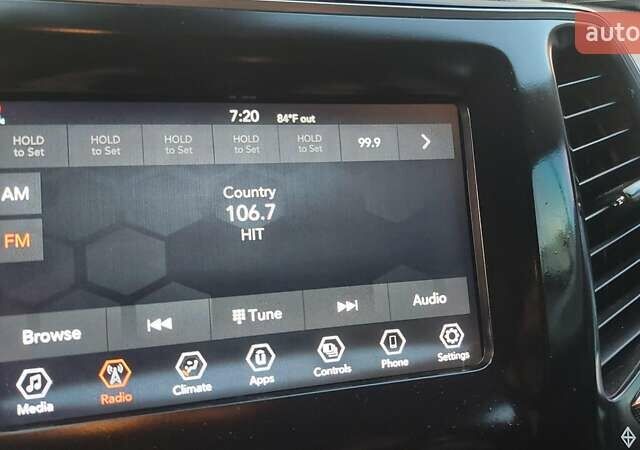 auto
7:20 84°F out
HOLD to Set
HOLD to Set
HOLD to Set
HOLD to Set
HOLD to Set
99.9
AM
Country
106.7
FM
HIT
Browse
Tune
Audio
Media
Radio
Climate
Apps
Controls
Phone
Settings